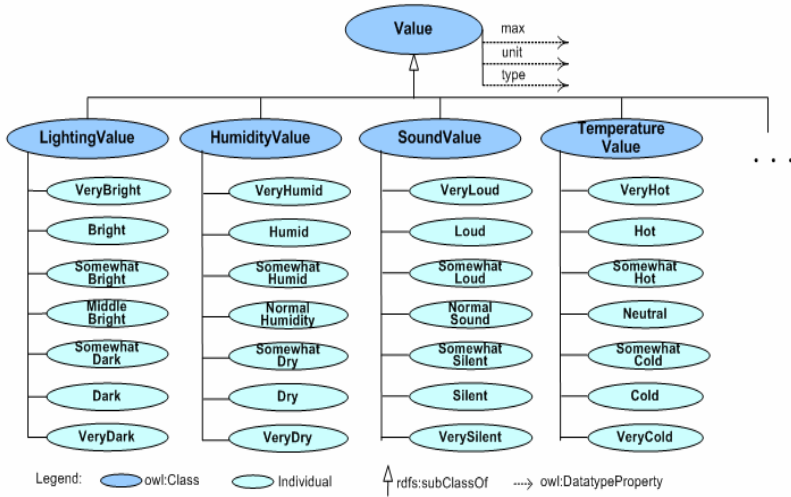 Value
max
unit
type
LightingValue
HumidityValue
SoundValue
Temperature
Value
. . .
VeryBright
VeryHumid
VeryLoud
VeryHot
Bright
Humid
Loud
Hot
Somewhat
Bright
Somewhat
Humid
Somewhat
Loud
Somewhat
Hot
Middle
Bright
Normal
Humidity
Normal
Sound
Neutral
Somewhat
Dark
Somewhat
Dry
Somewhat
Silent
Somewhat
Cold
Dark
Dry
Silent
Cold
VeryDark
VeryDry
VerySilent
VeryCold
Legend: owl:Class Individual rdfs:subClassOf owl:DatatypeProperty